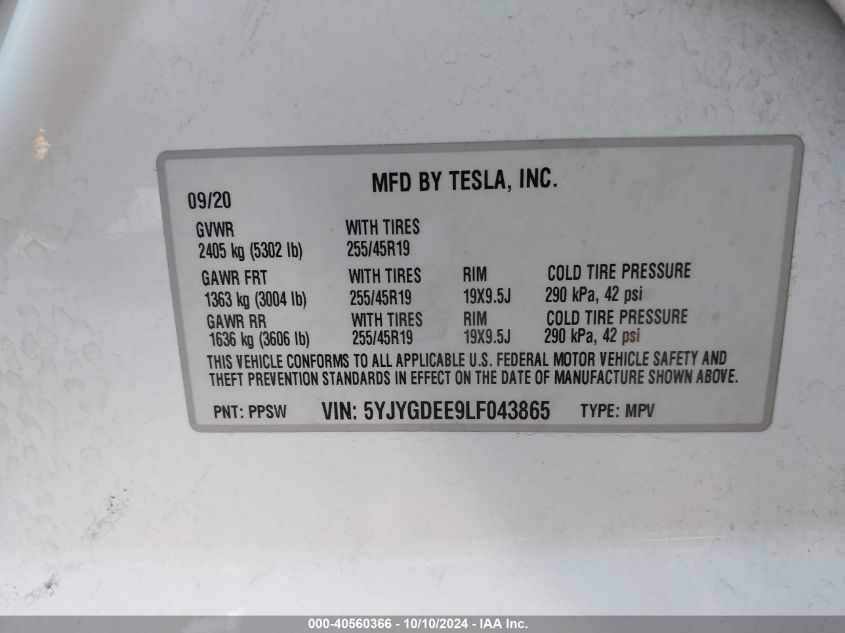 MFD BY TESLA, INC.
09/20
GVWR WITH TIRES
2405 kg (5302 lb) 255/45R19
GAWR FRT WITH TIRES RIM COLD TIRE PRESSURE
1363 kg (3004 lb) 255/45R19 19X9.5J 290 kPa, 42 psi
GAWR RR WITH TIRES RIM COLD TIRE PRESSURE
1636 kg (3606 lb) 255/45R19 19X9.5J 290 kPa, 42 psi
THIS VEHICLE CONFORMS TO ALL APPLICABLE U.S. FEDERAL MOTOR VEHICLE SAFETY AND
THEFT PREVENTION STANDARDS IN EFFECT ON THE DATE OF MANUFACTURE SHOWN ABOVE.
PNT: PPSW VIN: 5YJYGDEE9LF043865 TYPE: MPV
000-40560366 - 10/10/2024 - IAA Inc.